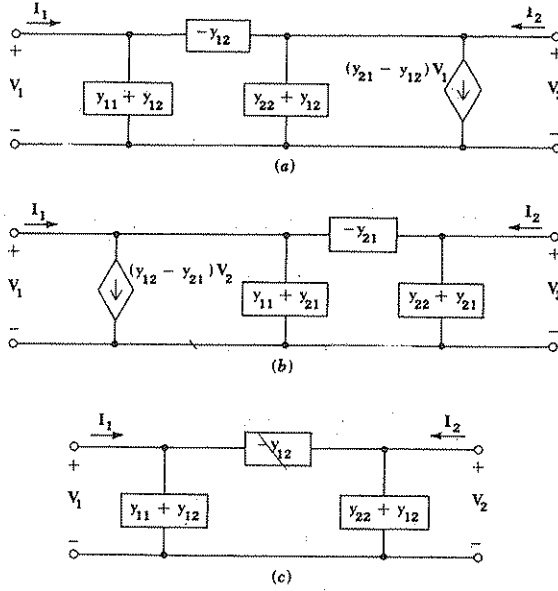 I₁ I₂
−y₁₂
+ +
V₁ y₁₁ + y₁₂ y₂₂ + y₁₂ (y₂₁ − y₁₂) V₁ V₂
− −
(a)
I₁ I₂
−y₂₁
+ +
V₁ (y₁₂ − y₂₁) V₂ y₁₁ + y₂₁ y₂₂ + y₂₁ V₂
− −
(b)
I₁ I₂
−y₁₂
+ +
V₁ y₁₁ + y₁₂ y₂₂ + y₁₂ V₂
− −
(c)